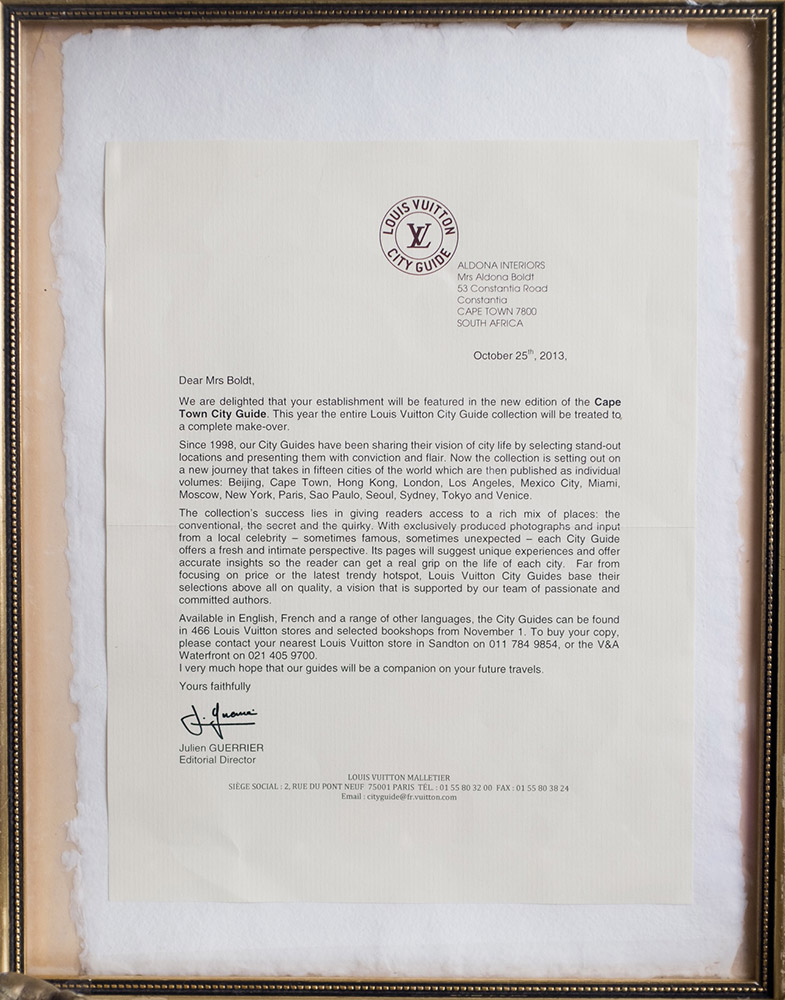 LOUIS VUITTON
LV
CITY GUIDE
ALDONA INTERIORS
Mrs Aldona Boldt
53 Constantia Road
Constantia
CAPE TOWN 7800
SOUTH AFRICA
October 25th, 2013,
Dear Mrs Boldt,
We are delighted that your establishment will be featured in the new edition of the Cape
Town City Guide. This year the entire Louis Vuitton City Guide collection will be treated to
a complete make-over.
Since 1998, our City Guides have been sharing their vision of city life by selecting stand-out
locations and presenting them with conviction and flair. Now the collection is setting out on
a new journey that takes in fifteen cities of the world which are then published as individual
volumes: Beijing, Cape Town, Hong Kong, London, Los Angeles, Mexico City, Miami,
Moscow, New York, Paris, Sao Paulo, Seoul, Sydney, Tokyo and Venice.
The collection's success lies in giving readers access to a rich mix of places: the
conventional, the secret and the quirky. With exclusively produced photographs and input
from a local celebrity – sometimes famous, sometimes unexpected – each City Guide
offers a fresh and intimate perspective. Its pages will suggest unique experiences and offer
accurate insights so the reader can get a real grip on the life of each city. Far from
focusing on price or the latest trendy hotspot, Louis Vuitton City Guides base their
selections above all on quality, a vision that is supported by our team of passionate and
committed authors.
Available in English, French and a range of other languages, the City Guides can be found
in 466 Louis Vuitton stores and selected bookshops from November 1. To buy your copy,
please contact your nearest Louis Vuitton store in Sandton on 011 784 9854, or the V&A
Waterfront on 021 405 9700.
I very much hope that our guides will be a companion on your future travels.
Yours faithfully
J. Guerrier
Julien GUERRIER
Editorial Director
LOUIS VUITTON MALLETIER
SIÈGE SOCIAL : 2, RUE DU PONT NEUF 75001 PARIS TÉL. : 01 55 80 32 00 FAX : 01 55 80 38 24
Email : cityguide@fr.vuitton.com